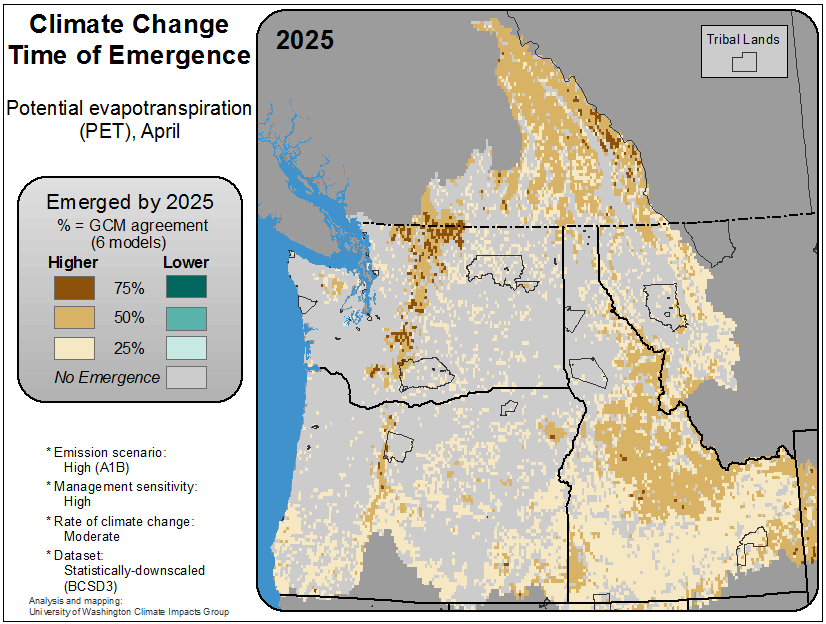 Climate Change
Time of Emergence
Potential evapotranspiration
(PET), April
Emerged by 2025
% = GCM agreement
(6 models)
Higher Lower
75%
50%
25%
No Emergence
* Emission scenario:
High (A1B)
* Management sensitivity:
High
* Rate of climate change:
Moderate
* Dataset:
Statistically-downscaled
(BCSD3)
Analysis and mapping:
University of Washington Climate Impacts Group
2025
Tribal Lands